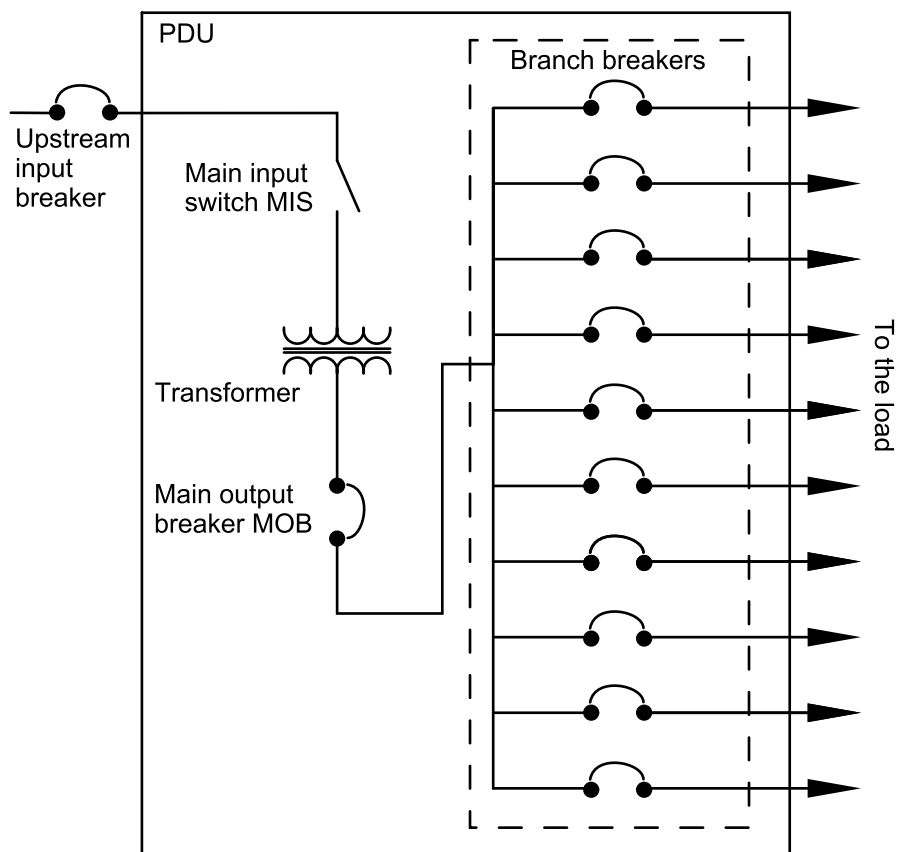 PDU
Branch breakers
Upstream
input
breaker
Main input
switch MIS
Transformer
To the load
Main output
breaker MOB